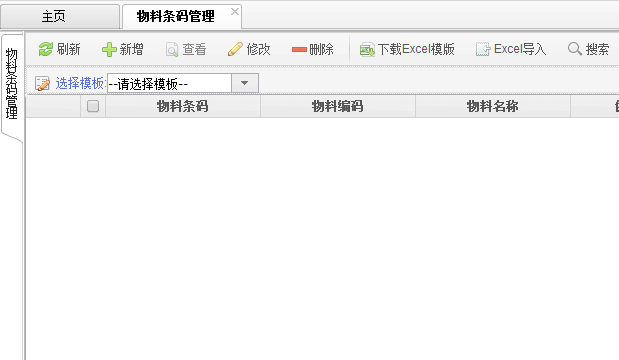 主页 物料条码管理
物料条码管理
刷新 新增 查看 修改 删除 下载Excel模版 Excel导入 搜索
选择模板: --请选择模板--
物料条码 物料编码 物料名称